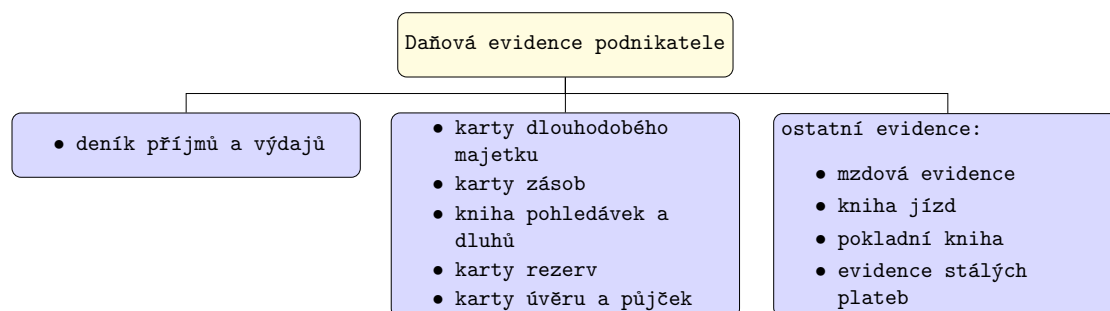 Daňová evidence podnikatele
• deník příjmů a výdajů
• karty dlouhodobého
majetku
• karty zásob
• kniha pohledávek a
dluhů
• karty rezerv
• karty úvěru a půjček
ostatní evidence:
• mzdová evidence
• kniha jízd
• pokladní kniha
• evidence stálých
plateb